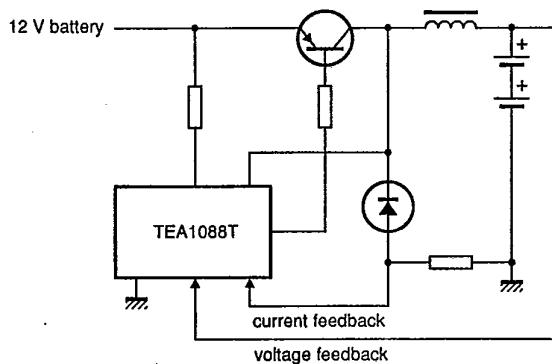 12 V battery
+
+
TEA1088T
current feedback
voltage feedback